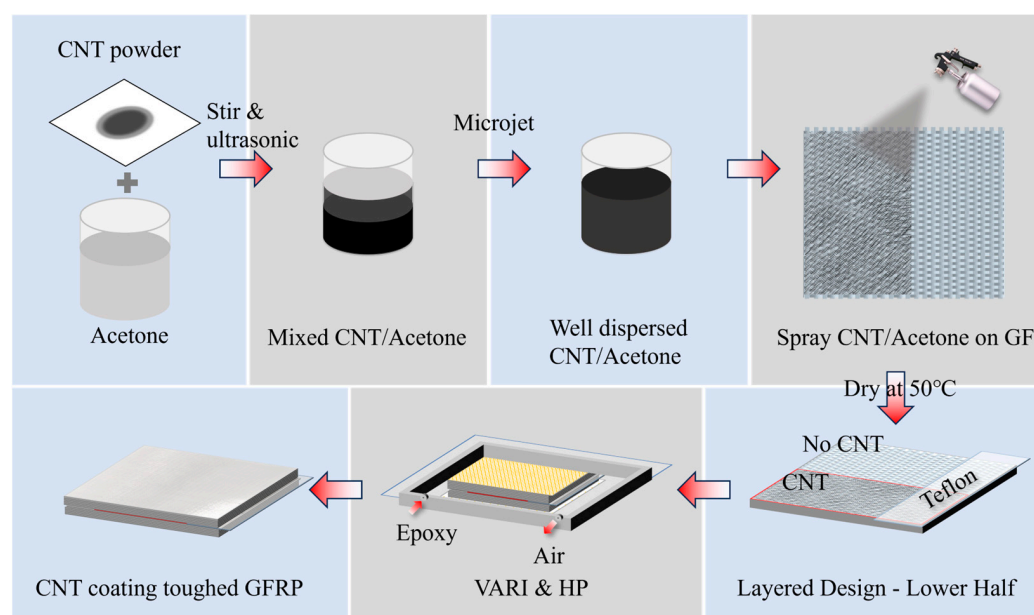 CNT powder
Stir &
ultrasonic
Acetone
Mixed CNT/Acetone
Microjet
Well dispersed
CNT/Acetone
Spray CNT/Acetone on GF
Dry at 50℃
No CNT
CNT
Teflon
Layered Design - Lower Half
Epoxy
Air
VARI & HP
CNT coating toughed GFRP